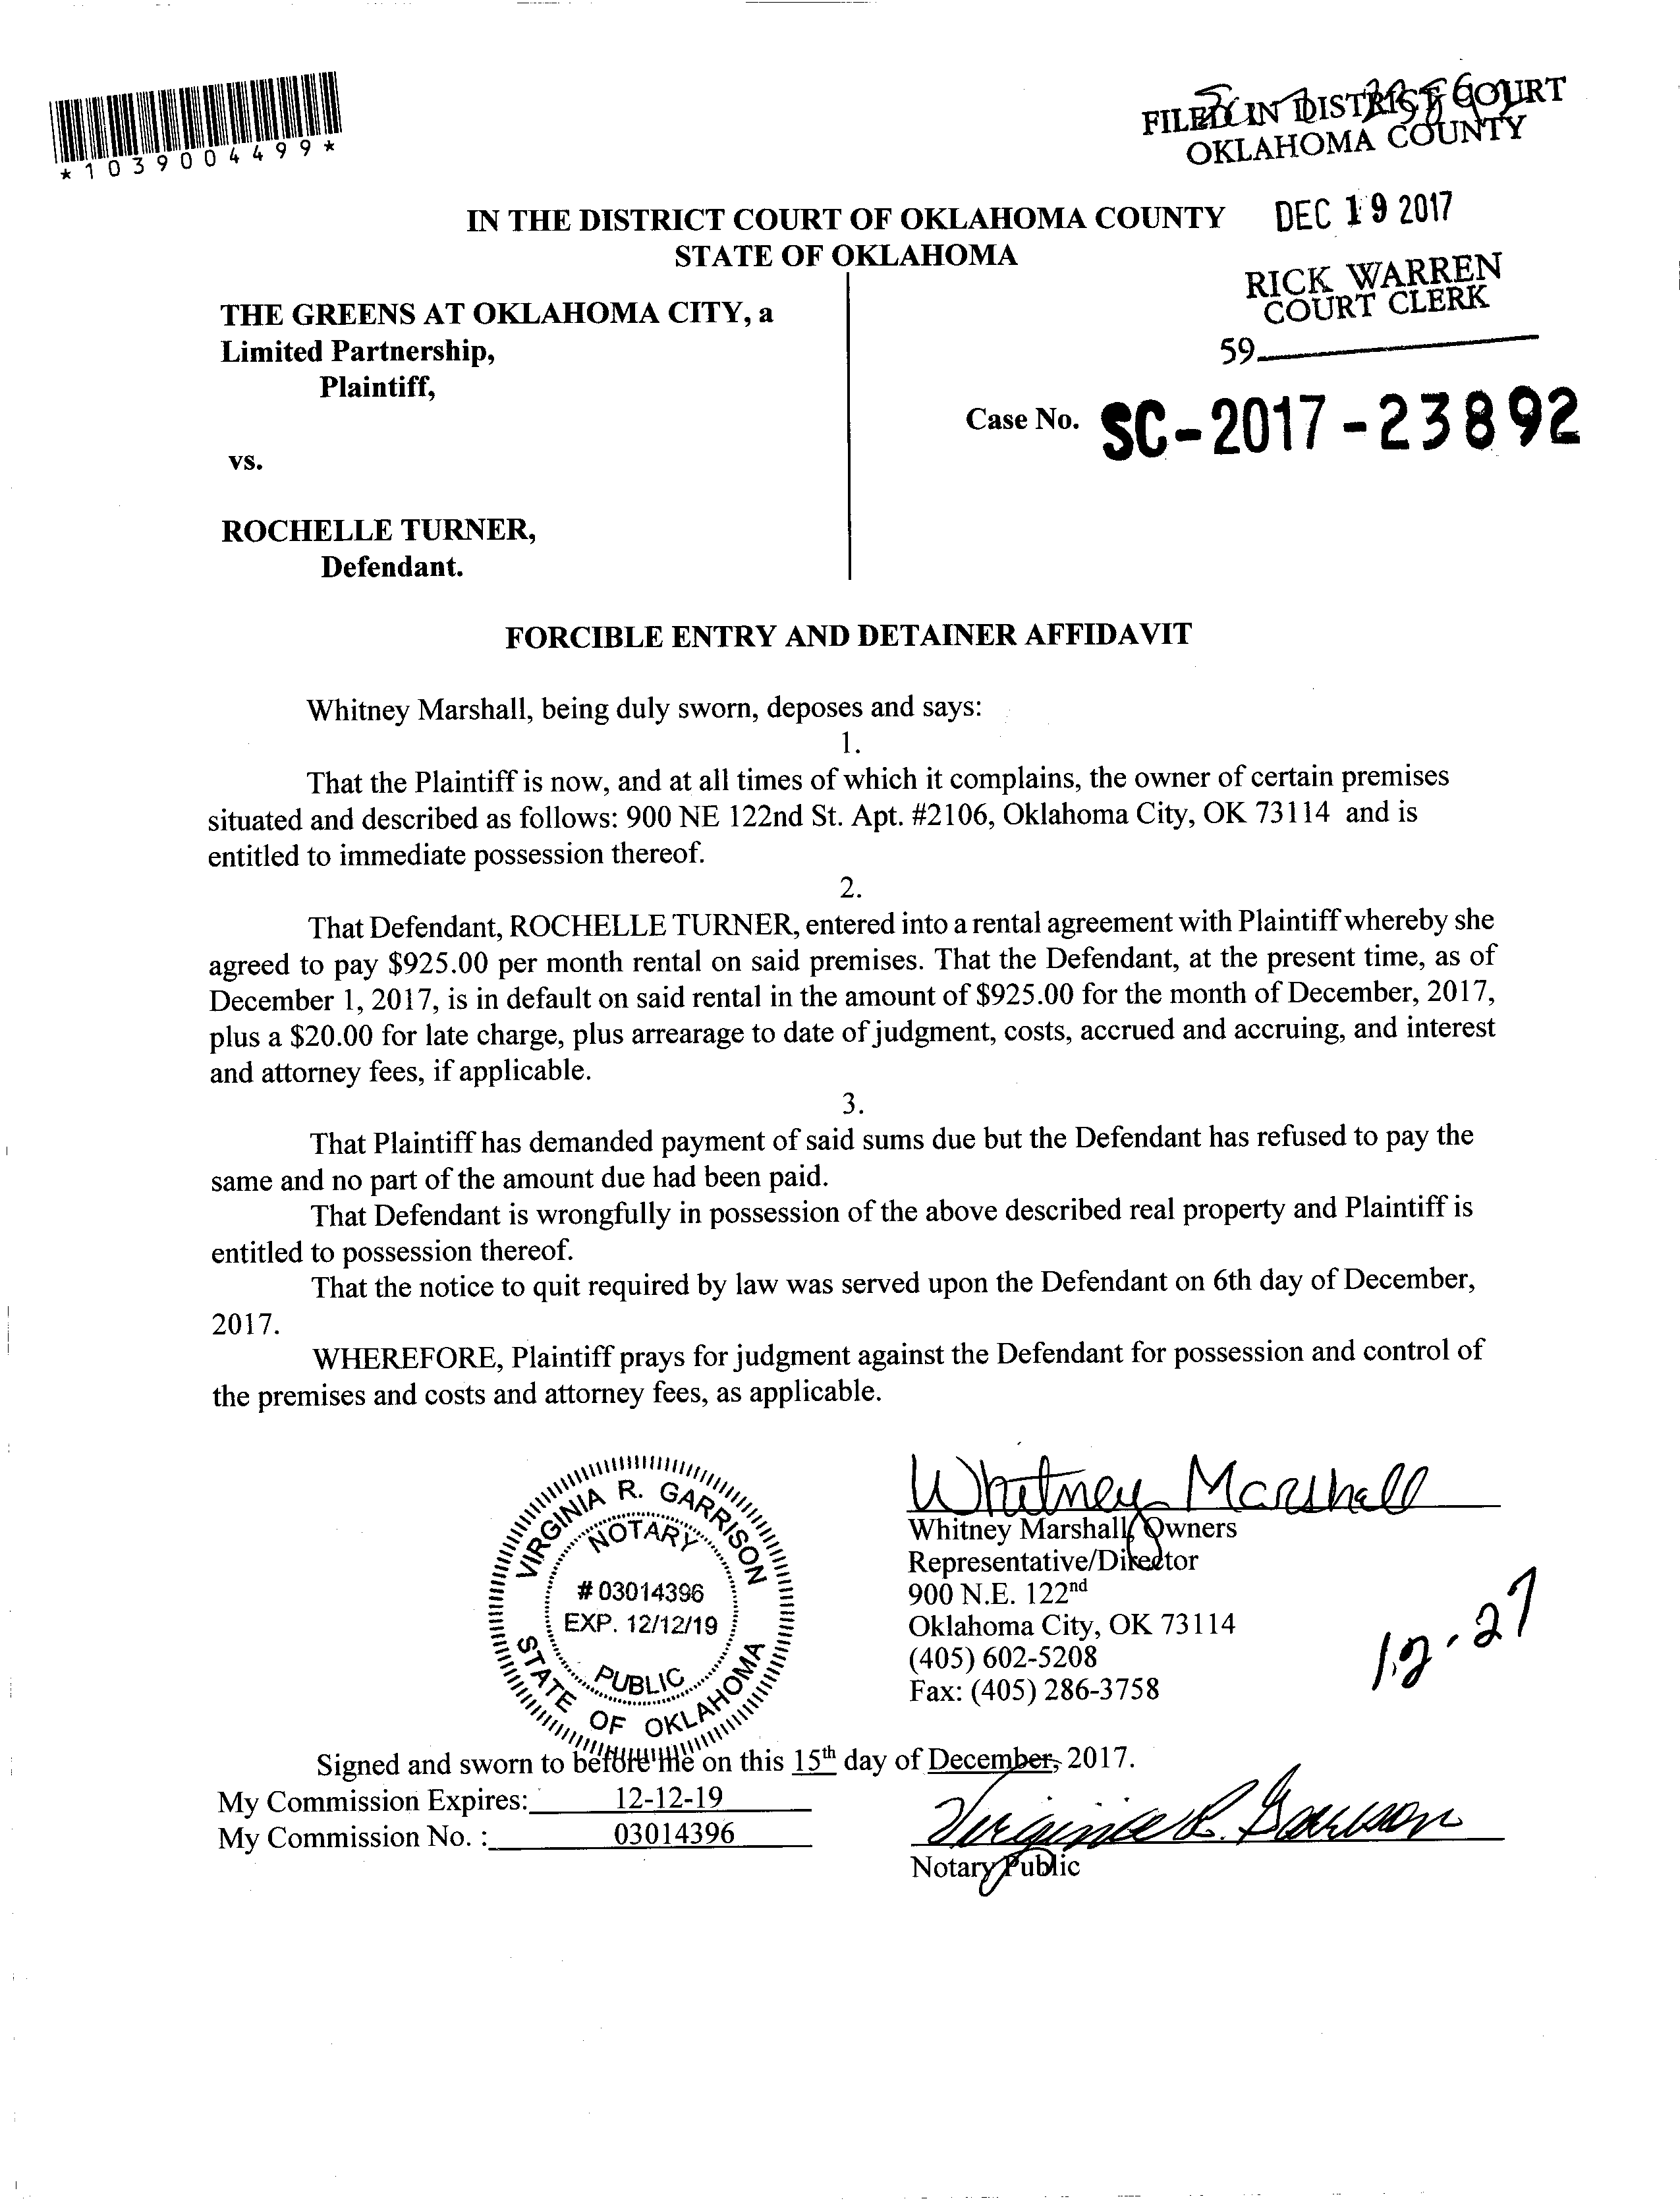 *1039004499*
FILED IN DISTRICT COURT
OKLAHOMA COUNTY
DEC 19 2017
RICK WARREN
COURT CLERK
59
IN THE DISTRICT COURT OF OKLAHOMA COUNTY
STATE OF OKLAHOMA
THE GREENS AT OKLAHOMA CITY, a
Limited Partnership,
Plaintiff,
vs.
ROCHELLE TURNER,
Defendant.
Case No. SC-2017-23892
FORCIBLE ENTRY AND DETAINER AFFIDAVIT
Whitney Marshall, being duly sworn, deposes and says:
1.
That the Plaintiff is now, and at all times of which it complains, the owner of certain premises
situated and described as follows: 900 NE 122nd St. Apt. #2106, Oklahoma City, OK 73114 and is
entitled to immediate possession thereof.
2.
That Defendant, ROCHELLE TURNER, entered into a rental agreement with Plaintiff whereby she
agreed to pay $925.00 per month rental on said premises. That the Defendant, at the present time, as of
December 1, 2017, is in default on said rental in the amount of $925.00 for the month of December, 2017,
plus a $20.00 for late charge, plus arrearage to date of judgment, costs, accrued and accruing, and interest
and attorney fees, if applicable.
3.
That Plaintiff has demanded payment of said sums due but the Defendant has refused to pay the
same and no part of the amount due had been paid.
That Defendant is wrongfully in possession of the above described real property and Plaintiff is
entitled to possession thereof.
That the notice to quit required by law was served upon the Defendant on 6th day of December,
2017.
WHEREFORE, Plaintiff prays for judgment against the Defendant for possession and control of
the premises and costs and attorney fees, as applicable.
VIRGINIA R. GARRISON
NOTARY
# 03014396
EXP. 12/12/19
PUBLIC
STATE OF OKLAHOMA
Whitney Marshall
Whitney Marshall, Owners
Representative/Director
900 N.E. 122nd
Oklahoma City, OK 73114
(405) 602-5208
Fax: (405) 286-3758
12-27
Signed and sworn to before me on this 15th day of December, 2017.
My Commission Expires: 12-12-19
My Commission No. : 03014396
Virginia R. Garrison
Notary Public